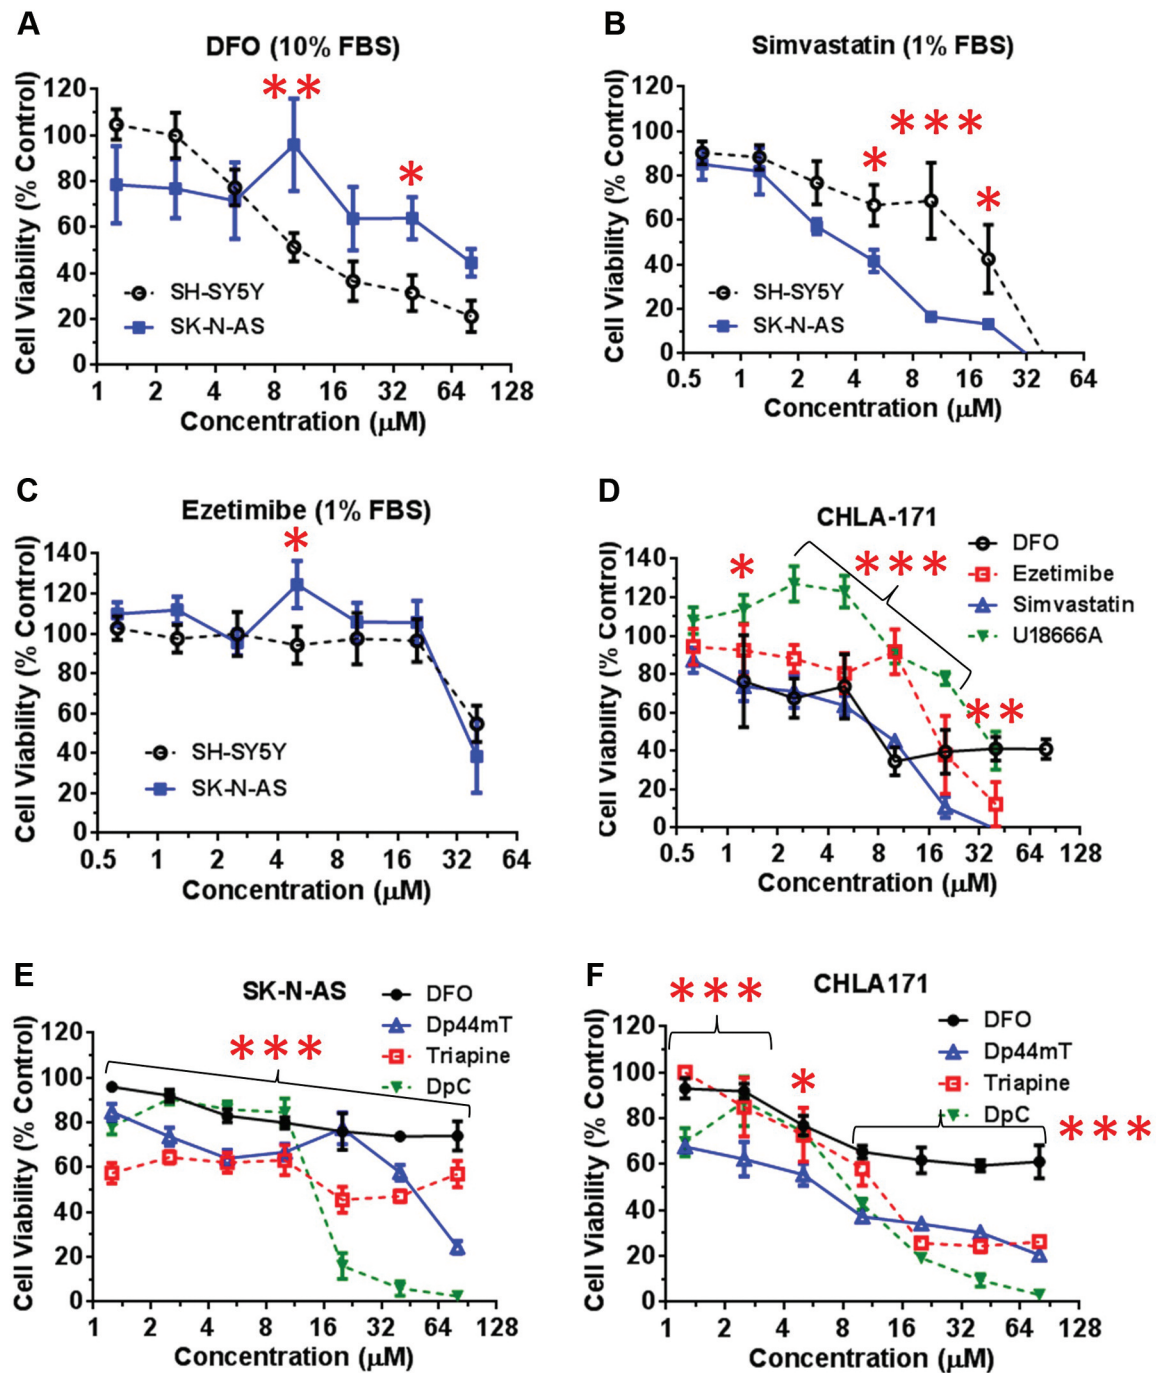 A
DFO (10% FBS)
Cell Viability (% Control)
120
100
80
60
40
20
0
**
*
SH-SY5Y
SK-N-AS
1 2 4 8 16 32 64 128
Concentration (μM)
B
Simvastatin (1% FBS)
Cell Viability (% Control)
120
100
80
60
40
20
0
***
*
*
SH-SY5Y
SK-N-AS
0.5 1 2 4 8 16 32 64
Concentration (μM)
C
Ezetimibe (1% FBS)
Cell Viability (% Control)
140
120
100
80
60
40
20
0
*
SH-SY5Y
SK-N-AS
0.5 1 2 4 8 16 32 64
Concentration (μM)
D
CHLA-171
Cell Viability (% Control)
140
120
100
80
60
40
20
0
*
***
**
DFO
Ezetimibe
Simvastatin
U18666A
0.5 1 2 4 8 16 32 64 128
Concentration (μM)
E
SK-N-AS
Cell Viability (% Control)
120
100
80
60
40
20
0
***
DFO
Dp44mT
Triapine
DpC
1 2 4 8 16 32 64 128
Concentration (μM)
F
CHLA171
Cell Viability (% Control)
120
100
80
60
40
20
0
***
*
***
DFO
Dp44mT
Triapine
DpC
1 2 4 8 16 32 64 128
Concentration (μM)